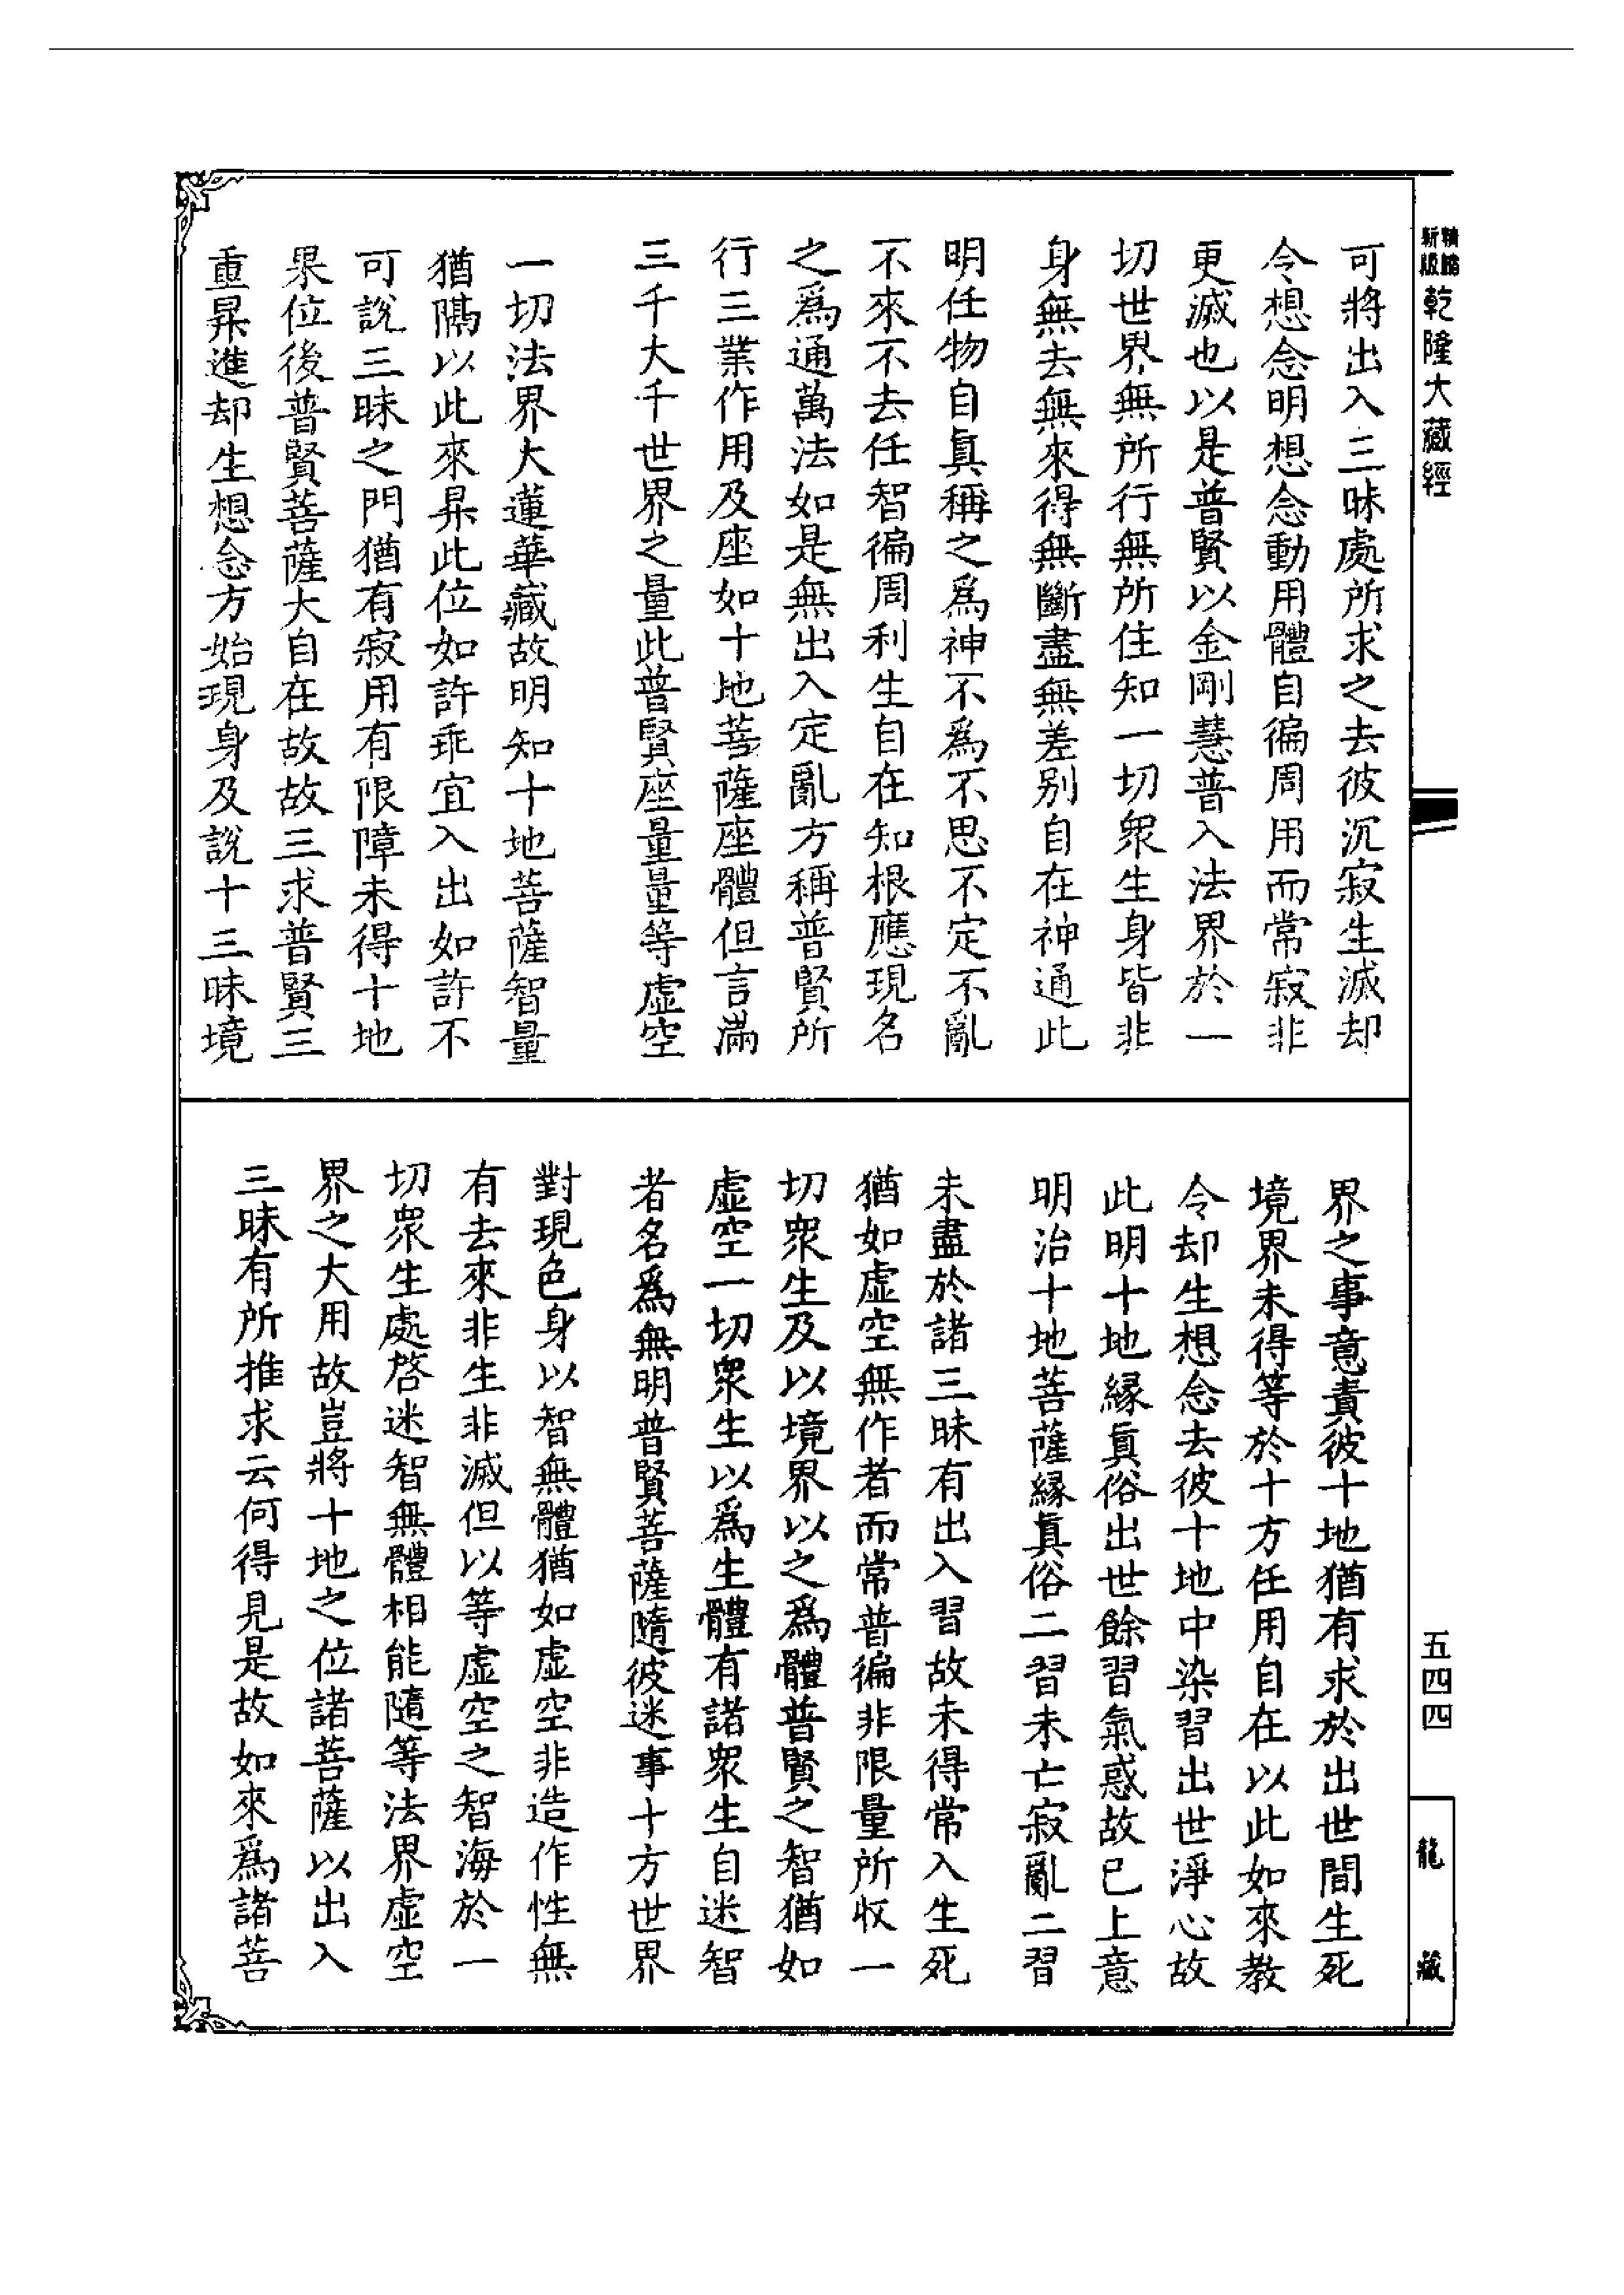 新版精縮乾隆大藏經
可將出入三昧處所求之去彼沉寂生滅却
令想念明想念動用體自徧周用而常寂非
更滅也以是普賢以金剛慧普入法界於一
切世界無所行無所住知一切衆生身皆非
身無去無來得無斷盡無差别自在神通此
明任物自眞稱之爲神不爲不思不定不亂
不來不去任智徧周利生自在知根應現名
之爲通萬法如是無出入定亂方稱普賢所
行三業作用及座如十地菩薩座體但言滿
三千大千世界之量此普賢座量量等虛空
一切法界大蓮華藏故明知十地菩薩智量
猶隔以此來昇此位如許乖宜入出如許不
可說三昧之門猶有寂用有限障未得十地
果位後普賢菩薩大自在故故三求普賢三
重昇進却生想念方始現身及說十三昧境
界之事意責彼十地猶有求於出世間生死
境界未得等於十方任用自在以此如來教
令却生想念去彼十地中染習出世淨心故
此明十地緣眞俗出世餘習氣惑故已上意
明治十地菩薩緣眞俗二習未亡寂亂二習
未盡於諸三昧有出入習故未得常入生死
猶如虛空無作者而常普徧非限量所收一
切衆生及以境界以之爲體普賢之智猶如
虛空一切衆生以爲生體有諸衆生自迷智
者名爲無明普賢菩薩隨彼迷事十方世界
對現色身以智無體猶如虛空非造作性無
有去來非生非滅但以等虛空之智海於一
切衆生處啓迷智無體相能隨等法界虛空
界之大用故豈將十地之位諸菩薩以出入
三昧有所推求云何得見是故如來爲諸菩
五四四
龍藏